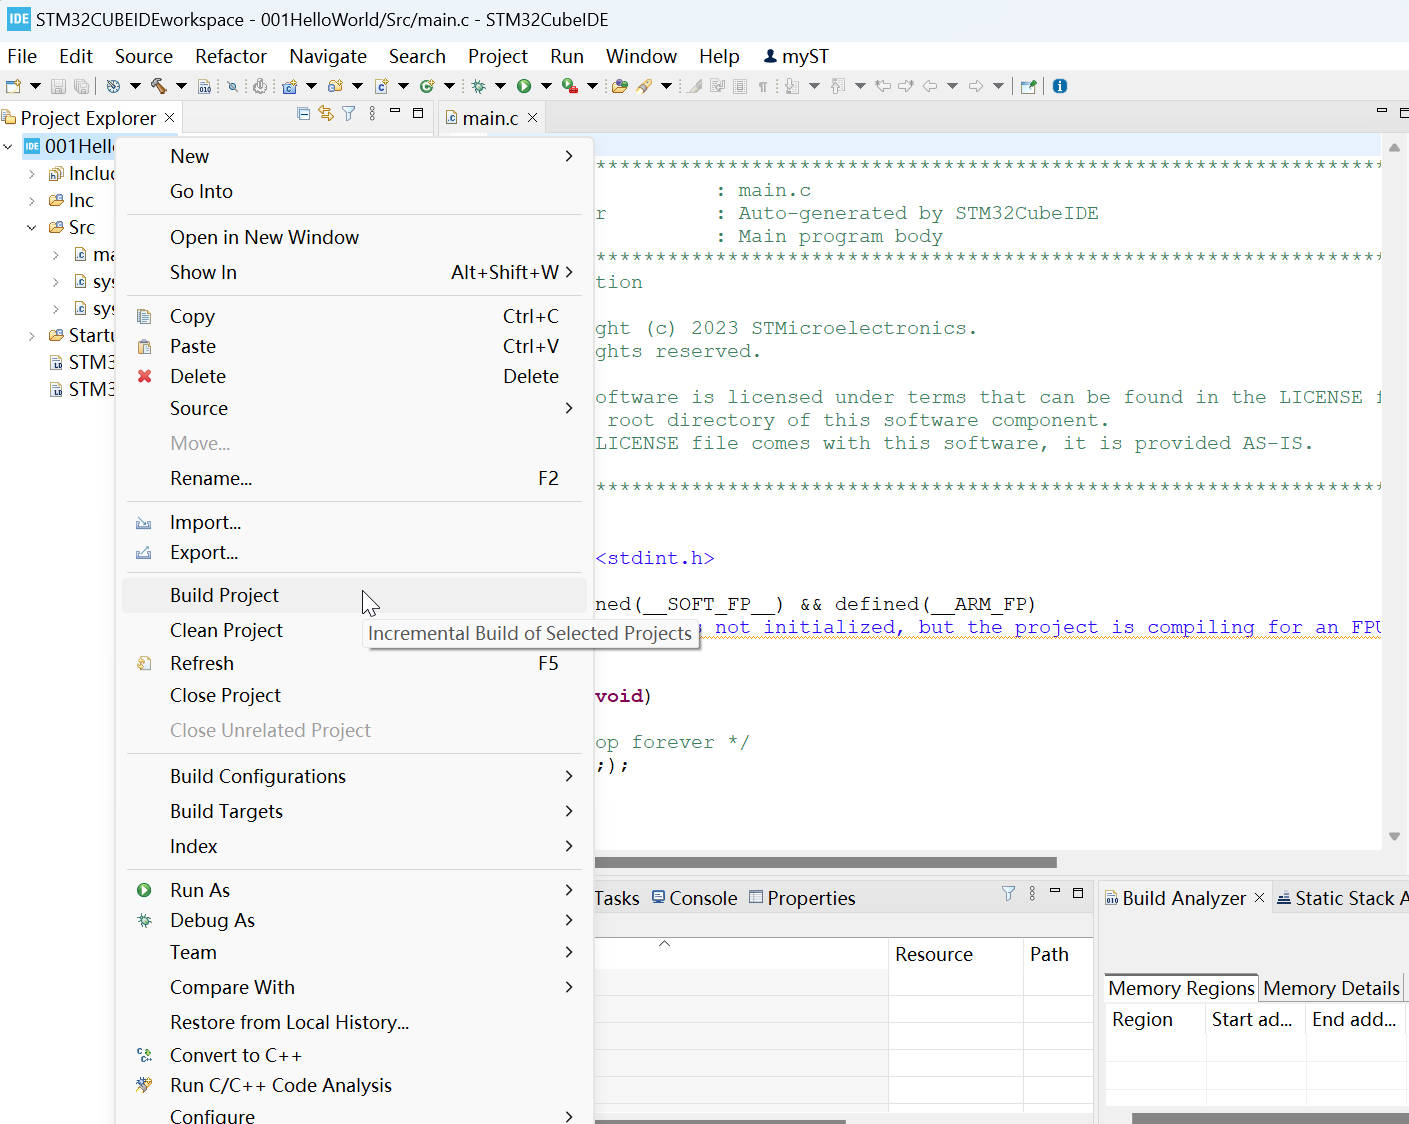 IDE STM32CUBEIDEworkspace - 001HelloWorld/Src/main.c - STM32CubeIDE
File Edit Source Refactor Navigate Search Project Run Window Help myST
Project Explorer
main.c
IDE 001Hell
Includ
Inc
Src
ma
sys
sys
Startu
STM3
STM3
New
Go Into
Open in New Window
Show In Alt+Shift+W
Copy Ctrl+C
Paste Ctrl+V
Delete Delete
Source
Move...
Rename... F2
Import...
Export...
Build Project
Incremental Build of Selected Projects
Clean Project
Refresh F5
Close Project
Close Unrelated Project
Build Configurations
Build Targets
Index
Run As
Debug As
Team
Compare With
Restore from Local History...
Convert to C++
Run C/C++ Code Analysis
Configure
******************************************************************
: main.c
r : Auto-generated by STM32CubeIDE
: Main program body
******************************************************************
tion
ght (c) 2023 STMicroelectronics.
ghts reserved.
oftware is licensed under terms that can be found in the LICENSE f
root directory of this software component.
LICENSE file comes with this software, it is provided AS-IS.
******************************************************************
<stdint.h>
ned(__SOFT_FP__) && defined(__ARM_FP)
s not initialized, but the project is compiling for an FPU
void)
op forever */
;);
Tasks Console Properties
Resource Path
Build Analyzer Static Stack A
Memory Regions Memory Details
Region Start ad... End add...